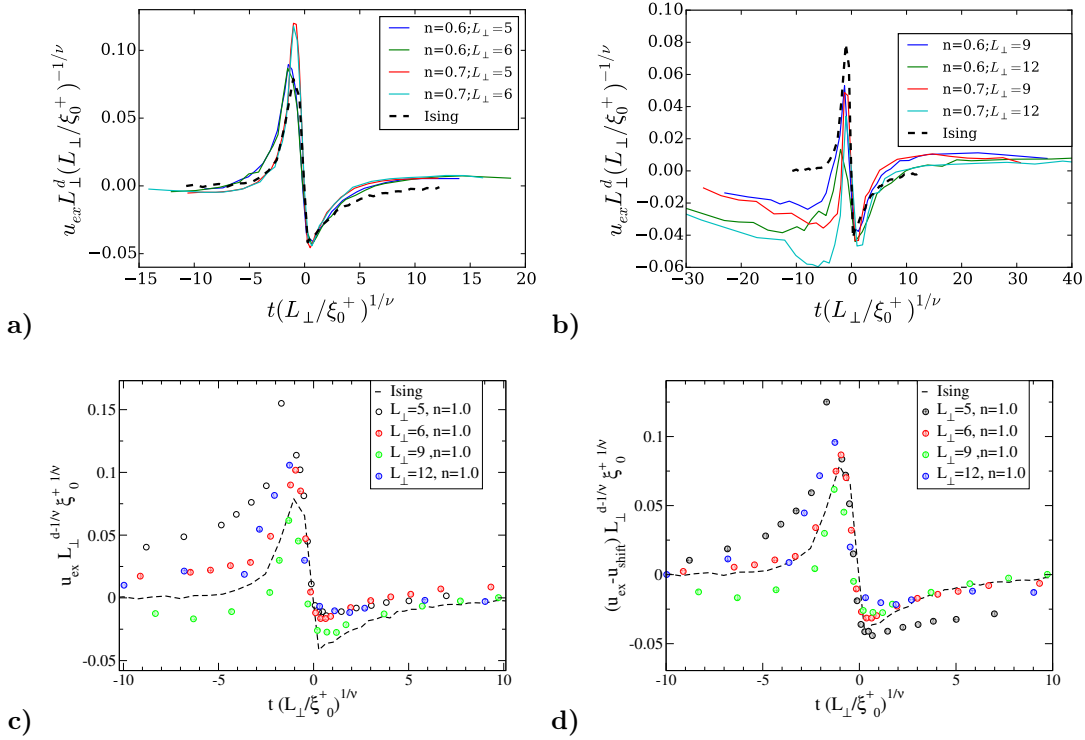 n=0.6;L⊥=5
n=0.6;L⊥=6
n=0.7;L⊥=5
n=0.7;L⊥=6
Ising
0.10
0.05
0.00
−0.05
−15 −10 −5 0 5 10 15 20
u_ex L⊥^d (L⊥/ξ0^+)^−1/ν
t(L⊥/ξ0^+)^1/ν
a)
n=0.6;L⊥=9
n=0.6;L⊥=12
n=0.7;L⊥=9
n=0.7;L⊥=12
Ising
0.10
0.08
0.06
0.04
0.02
0.00
−0.02
−0.04
−0.06
−30 −20 −10 0 10 20 30 40
u_ex L⊥^d (L⊥/ξ0^+)^−1/ν
t(L⊥/ξ0^+)^1/ν
b)
Ising
L⊥=5, n=1.0
L⊥=6, n=1.0
L⊥=9 ,n=1.0
L⊥=12, n=1.0
0.15
0.1
0.05
0
-0.05
-10 -5 0 5 10
u_ex L⊥^d-1/ν ξ0^+ 1/ν
t (L⊥/ξ^+_0)^1/ν
c)
Ising
L⊥=5, n=1.0
L⊥=6, n=1.0
L⊥=9 ,n=1.0
L⊥=12, n=1.0
0.1
0.05
0
-0.05
-10 -5 0 5 10
(u_ex -u_shift) L⊥^d-1/ν ξ0^+ 1/ν
t (L⊥/ξ^+_0)^1/ν
d)